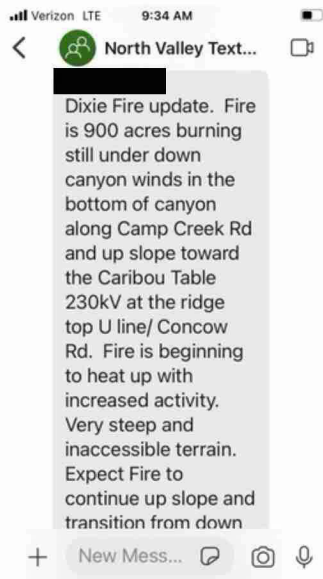 Verizon LTE 9:34 AM
North Valley Text...
Dixie Fire update. Fire
is 900 acres burning
still under down
canyon winds in the
bottom of canyon
along Camp Creek Rd
and up slope toward
the Caribou Table
230kV at the ridge
top U line/ Concow
Rd. Fire is beginning
to heat up with
increased activity.
Very steep and
inaccessible terrain.
Expect Fire to
continue up slope and
transition from down
New Mess...